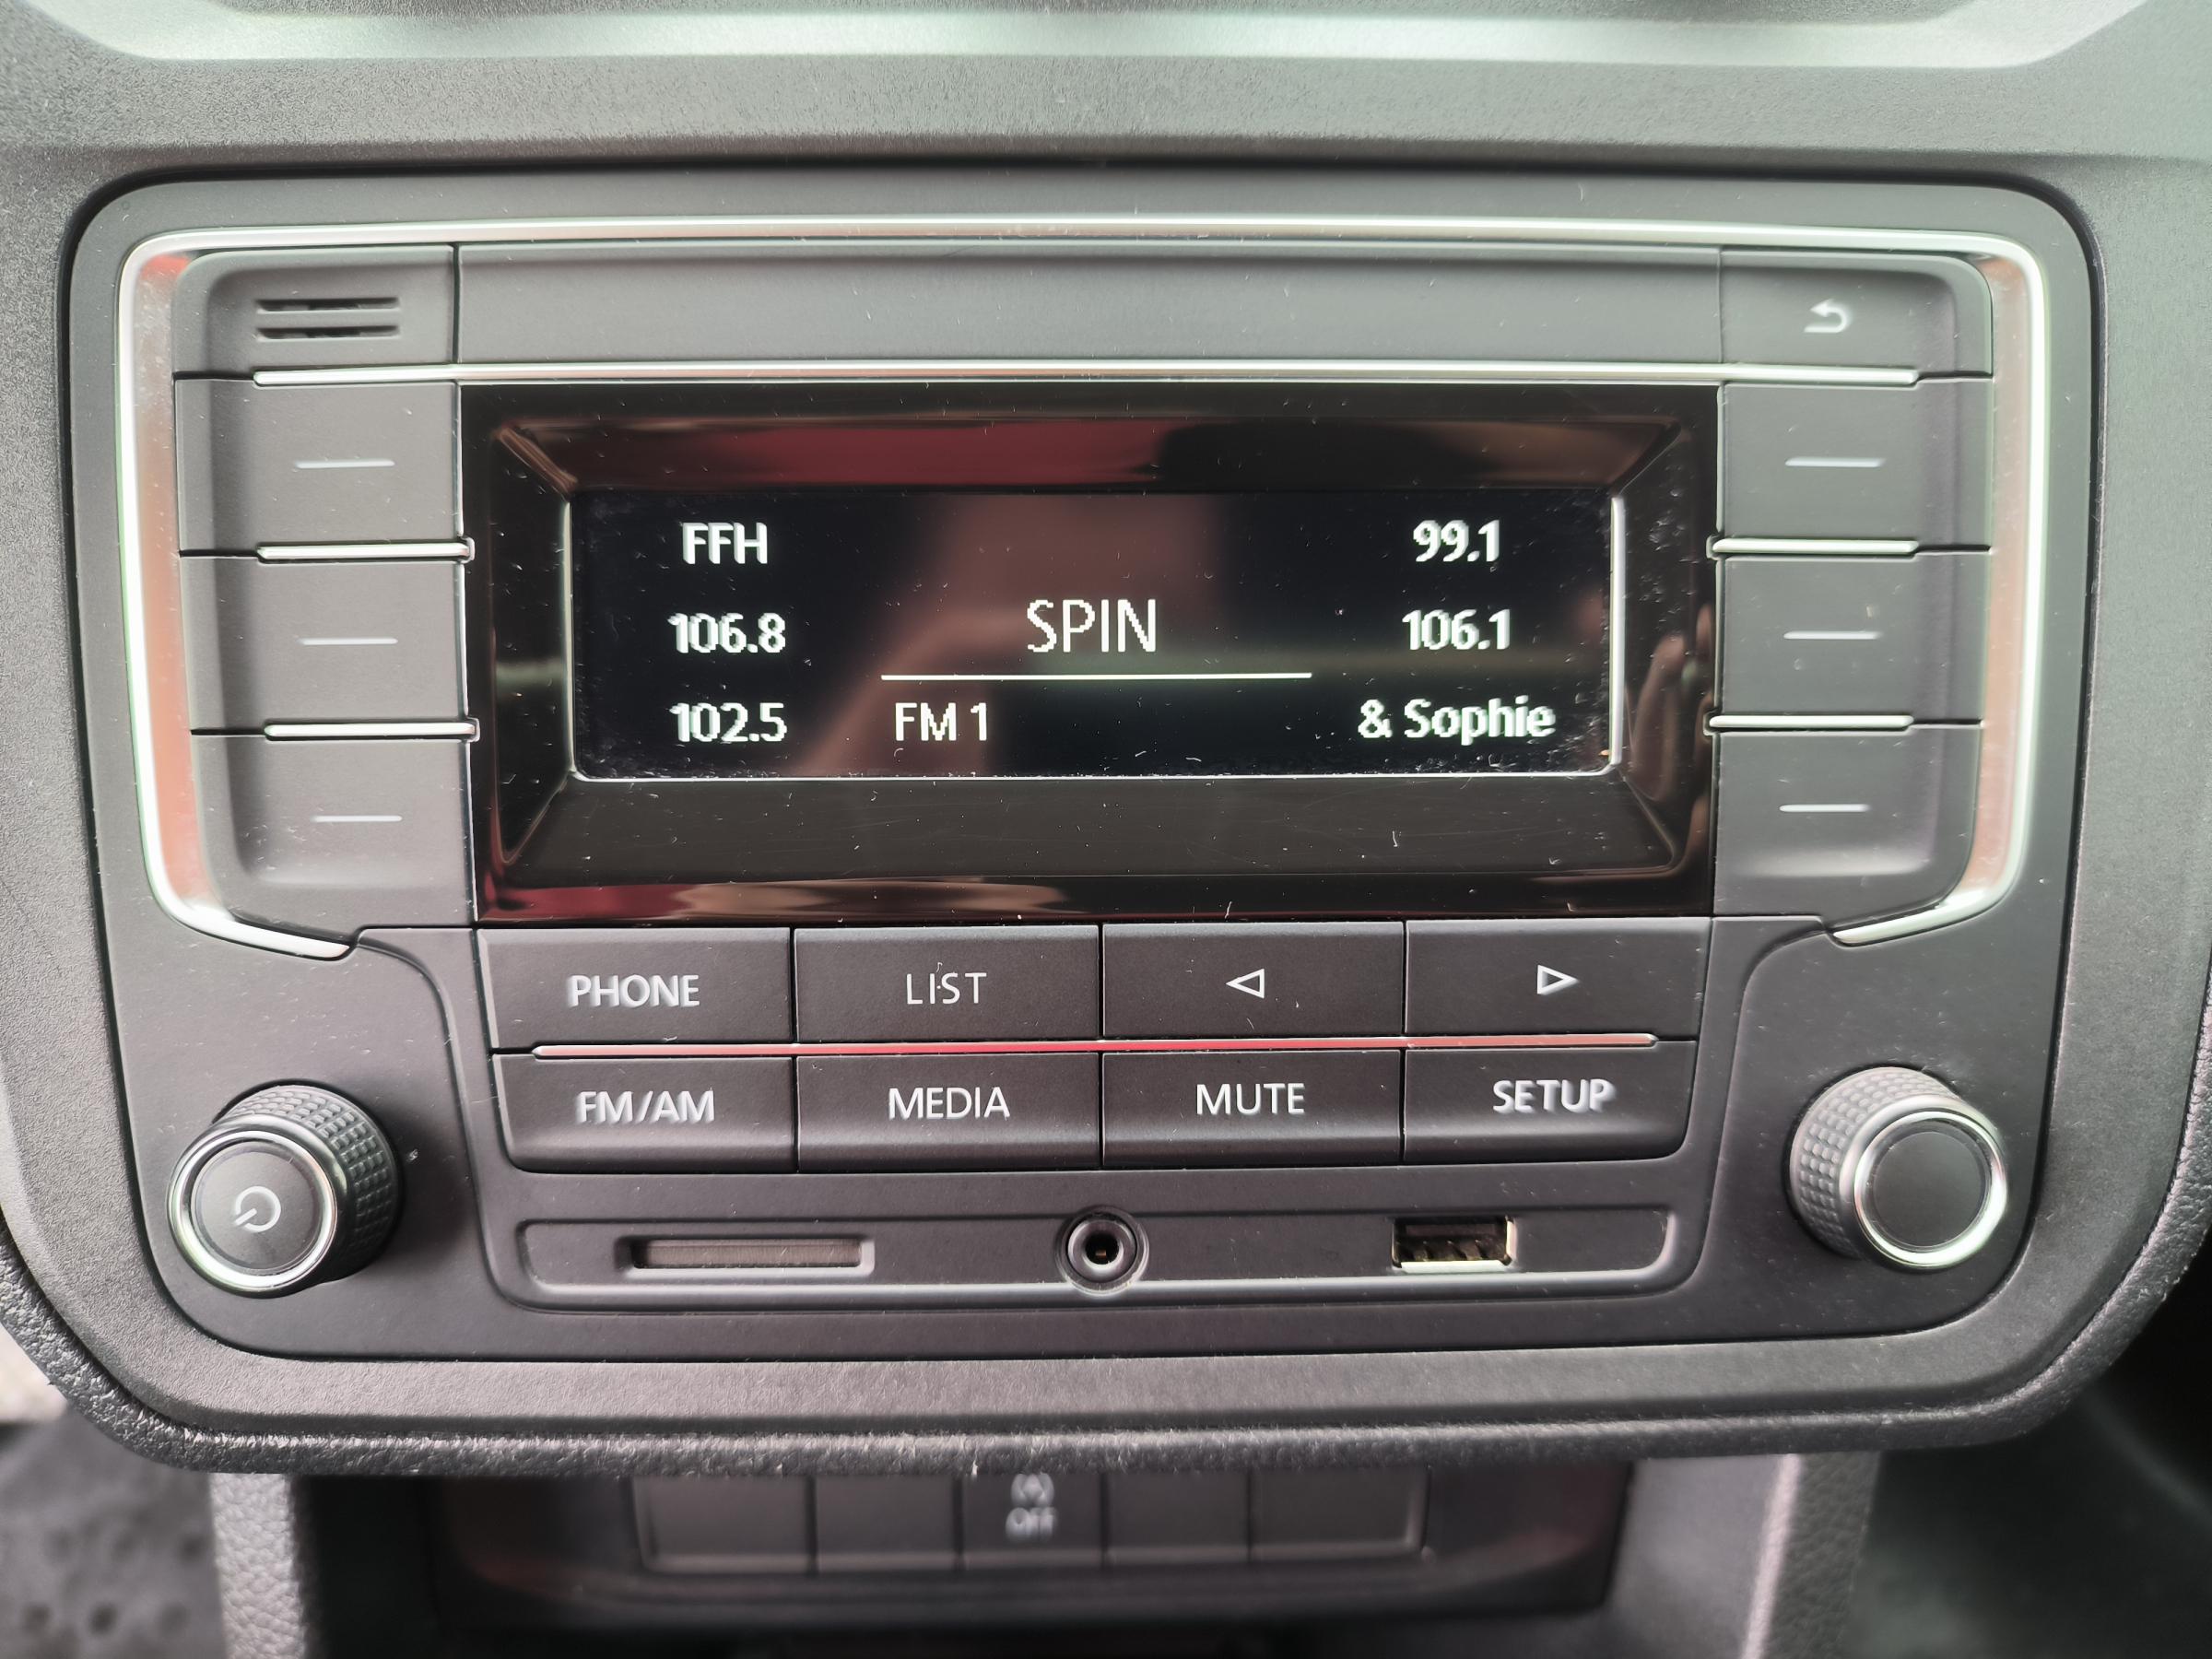 FFH 99.1
106.8 SPIN 106.1
102.5 FM 1 & Sophie
PHONE LIST
FM/AM MEDIA MUTE SETUP
OFF